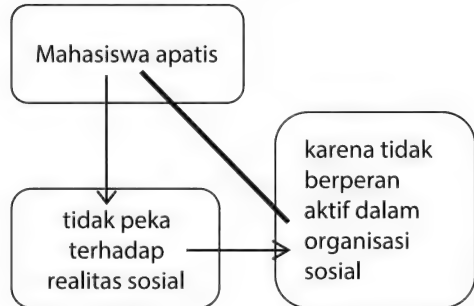 Mahasiswa apatis
tidak peka
terhadap
realitas sosial
karena tidak
berperan
aktif dalam
organisasi
sosial